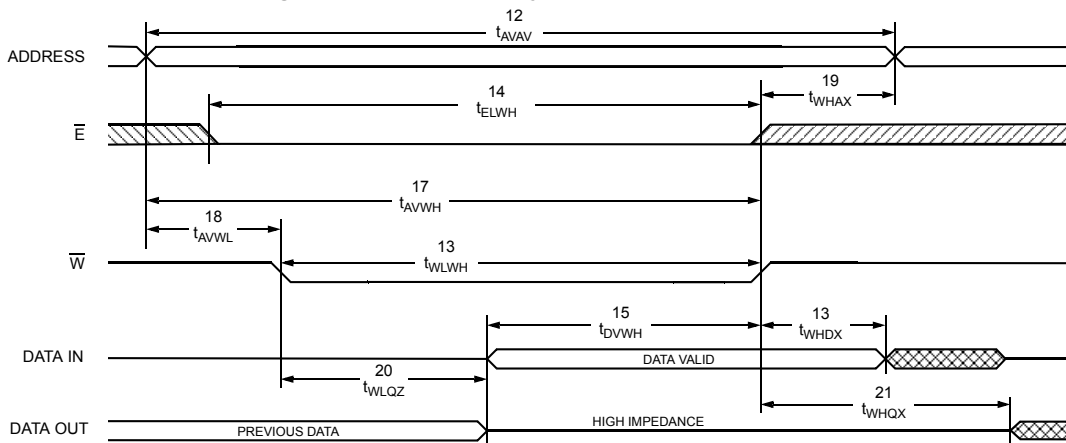 12
tAVAV
ADDRESS
19
tWHAX
14
tELWH
E
17
tAVWH
18
tAVWL
13
tWLWH
W
15
tDVWH
13
tWHDX
DATA IN
DATA VALID
20
tWLQZ
21
tWHQX
DATA OUT
PREVIOUS DATA
HIGH IMPEDANCE